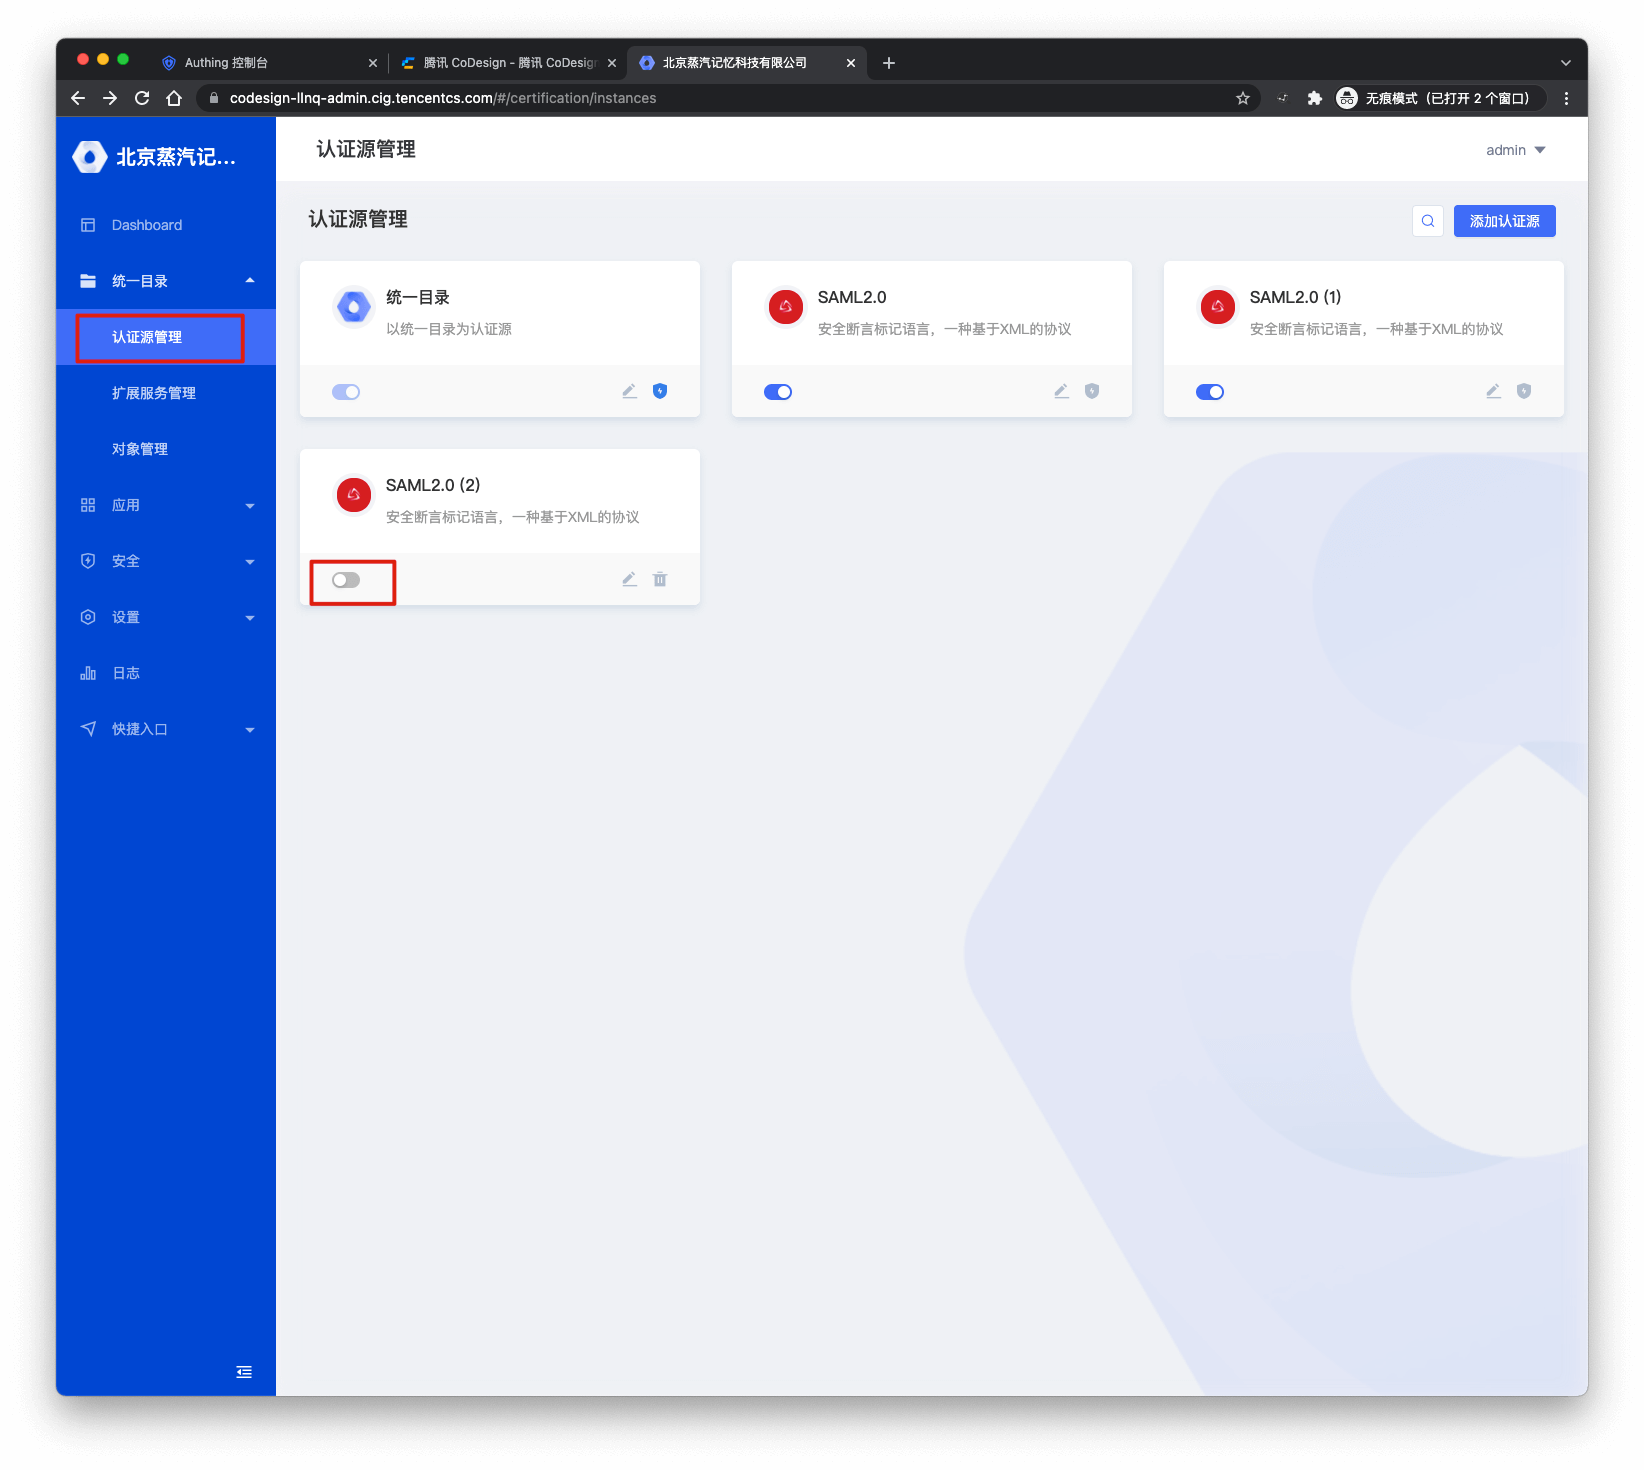 Authing 控制台
腾讯 CoDesign - 腾讯 CoDesign
北京蒸汽记忆科技有限公司
codesign-llnq-admin.cig.tencentcs.com/#/certification/instances
无痕模式（已打开 2 个窗口）
北京蒸汽记...
认证源管理
admin
Dashboard
统一目录
认证源管理
扩展服务管理
对象管理
应用
安全
设置
日志
快捷入口
认证源管理
添加认证源
统一目录
以统一目录为认证源
SAML2.0
安全断言标记语言，一种基于XML的协议
SAML2.0 (1)
安全断言标记语言，一种基于XML的协议
SAML2.0 (2)
安全断言标记语言，一种基于XML的协议